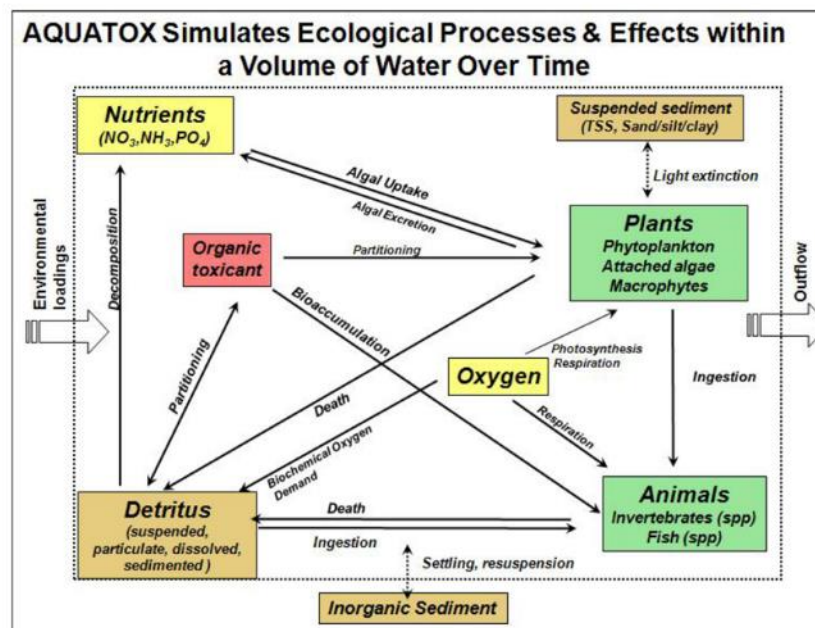 AQUATOX Simulates Ecological Processes & Effects within
a Volume of Water Over Time
Nutrients
(NO3,NH3,PO4)
Suspended sediment
(TSS, Sand/silt/clay)
Light extinction
Algal Uptake
Algal Excretion
Plants
Phytoplankton
Attached algae
Macrophytes
Organic
toxicant
Partitioning
Environmental
loadings
Decomposition
Outflow
Bioaccumulation
Partitioning
Photosynthesis
Respiration
Oxygen
Ingestion
Death
Respiration
Biochemical Oxygen
Demand
Detritus
(suspended,
particulate, dissolved,
sedimented )
Death
Ingestion
Animals
Invertebrates (spp)
Fish (spp)
Settling, resuspension
Inorganic Sediment